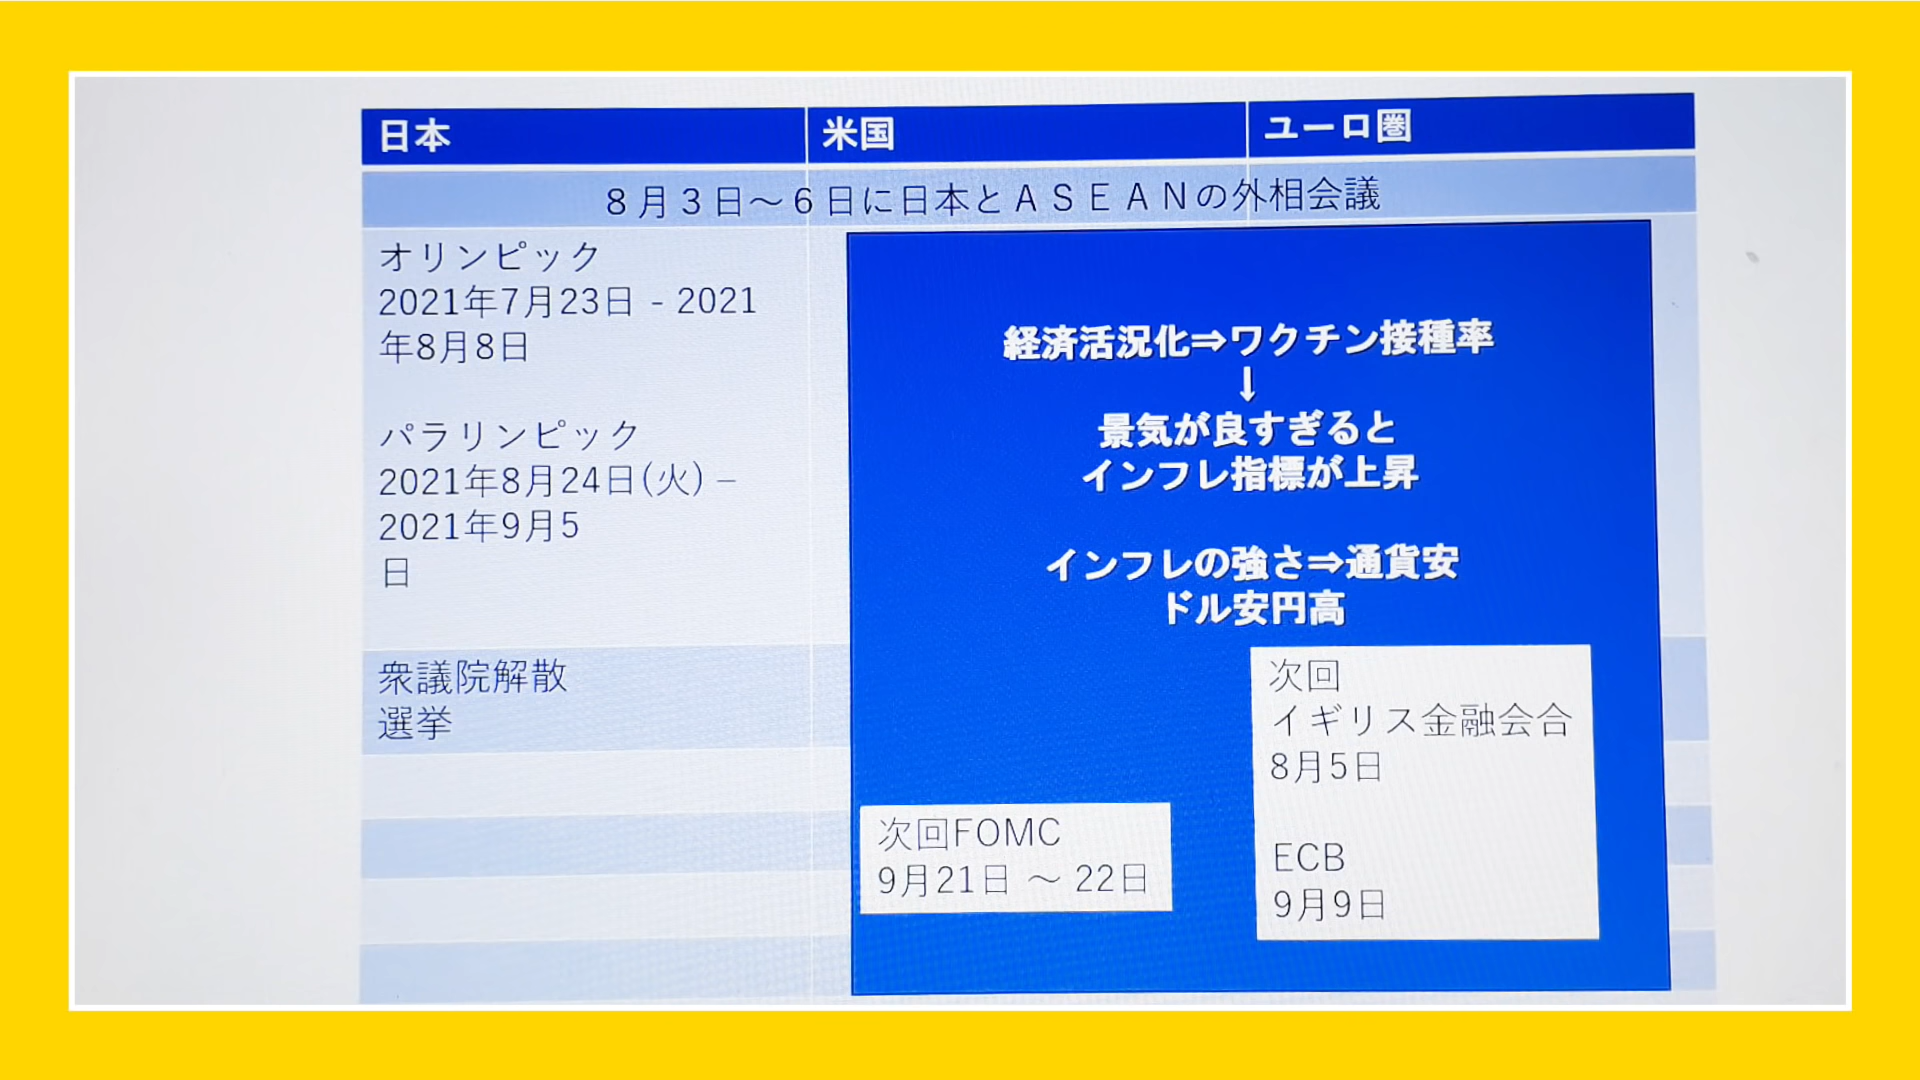 日本
米国
ユーロ圏
８月３日～６日に日本とＡＳＥＡＮの外相会議
オリンピック
2021年7月23日 - 2021
年8月8日
パラリンピック
2021年8月24日(火) –
2021年9月5
日
衆議院解散
選挙
経済活況化⇒ワクチン接種率
↓
景気が良すぎると
インフレ指標が上昇
インフレの強さ⇒通貨安
ドル安円高
次回FOMC
9月21日 ～ 22日
次回
イギリス金融会合
8月5日
ECB
9月9日